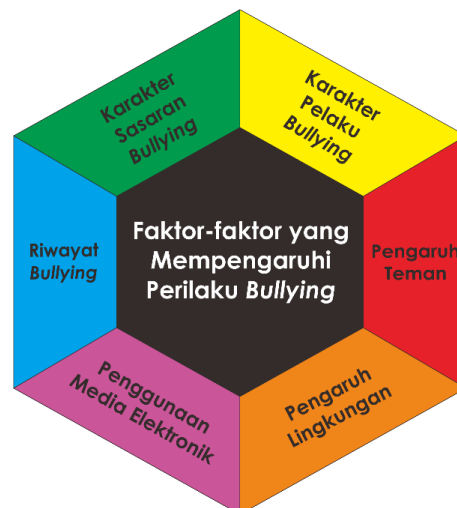 Karakter
Sasaran
Bullying
Karakter
Pelaku
Bullying
Riwayat
Bullying
Faktor-faktor yang
Mempengaruhi
Perilaku Bullying
Pengaruh
Teman
Penggunaan
Media Elektronik
Pengaruh
Lingkungan